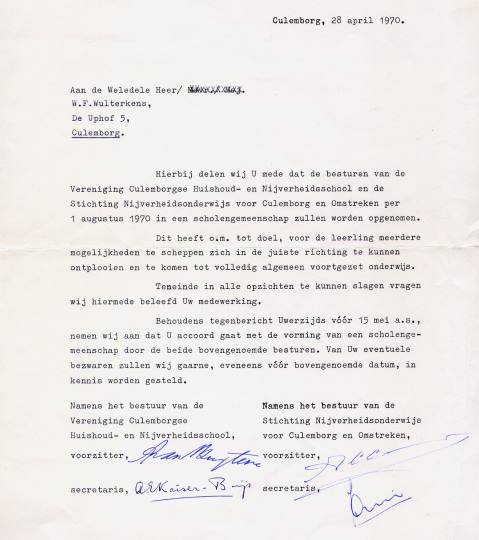 Culemborg, 28 april 1970.
Aan de Weledele Heer/
W.F.Wulterkens,
De Uphof 5,
Culemborg.
Hierbij delen wij U mede dat de besturen van de
Vereniging Culemborgse Huishoud- en Nijverheidsschool en de
Stichting Nijverheidsonderwijs voor Culemborg en Omstreken per
1 augustus 1970 in een scholengemeenschap zullen worden opgenomen.
Dit heeft o.m. tot doel, voor de leerling meerdere
mogelijkheden te scheppen zich in de juiste richting te kunnen
ontplooien en te komen tot volledig algemeen voortgezet onderwijs.
Teneinde in alle opzichten te kunnen slagen vragen
wij hiermede beleefd Uw medewerking.
Behoudens tegenbericht Uwerzijds vóór 15 mei a.s.,
nemen wij aan dat U accoord gaat met de vorming van een scholenge-
meenschap door de beide bovengenoemde besturen. Van Uw eventuele
bezwaren zullen wij gaarne, eveneens vóór bovengenoemde datum, in
kennis worden gesteld.
Namens het bestuur van de
Vereniging Culemborgse
Huishoud- en Nijverheidsschool,
voorzitter,
secretaris, A.E.Kaiser-B
Namens het bestuur van de
Stichting Nijverheidsonderwijs
voor Culemborg en Omstreken,
voorzitter,
secretaris,